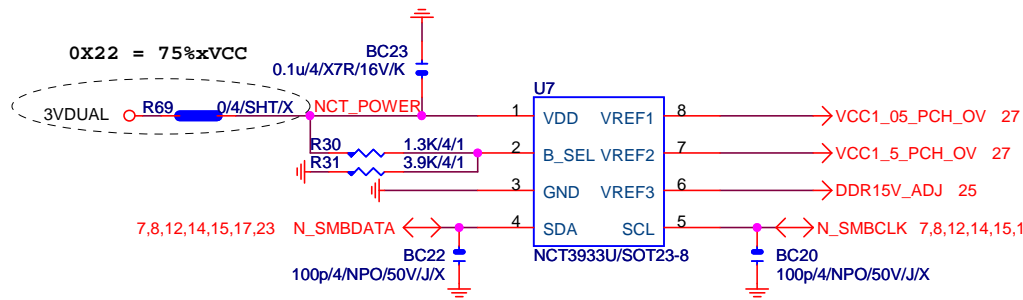 0X22 = 75%xVCC
BC23
0.1u/4/X7R/16V/K
3VDUAL
R69
0/4/SHT/X
NCT_POWER
U7
1 VDD VREF1 8
VCC1_05_PCH_OV 27
R30 1.3K/4/1
2 B_SEL VREF2 7
VCC1_5_PCH_OV 27
R31 3.9K/4/1
3 GND VREF3 6
DDR15V_ADJ 25
7,8,12,14,15,17,23 N_SMBDATA
4 SDA SCL 5
N_SMBCLK 7,8,12,14,15,1
BC22
100p/4/NPO/50V/J/X
NCT3933U/SOT23-8
BC20
100p/4/NPO/50V/J/X